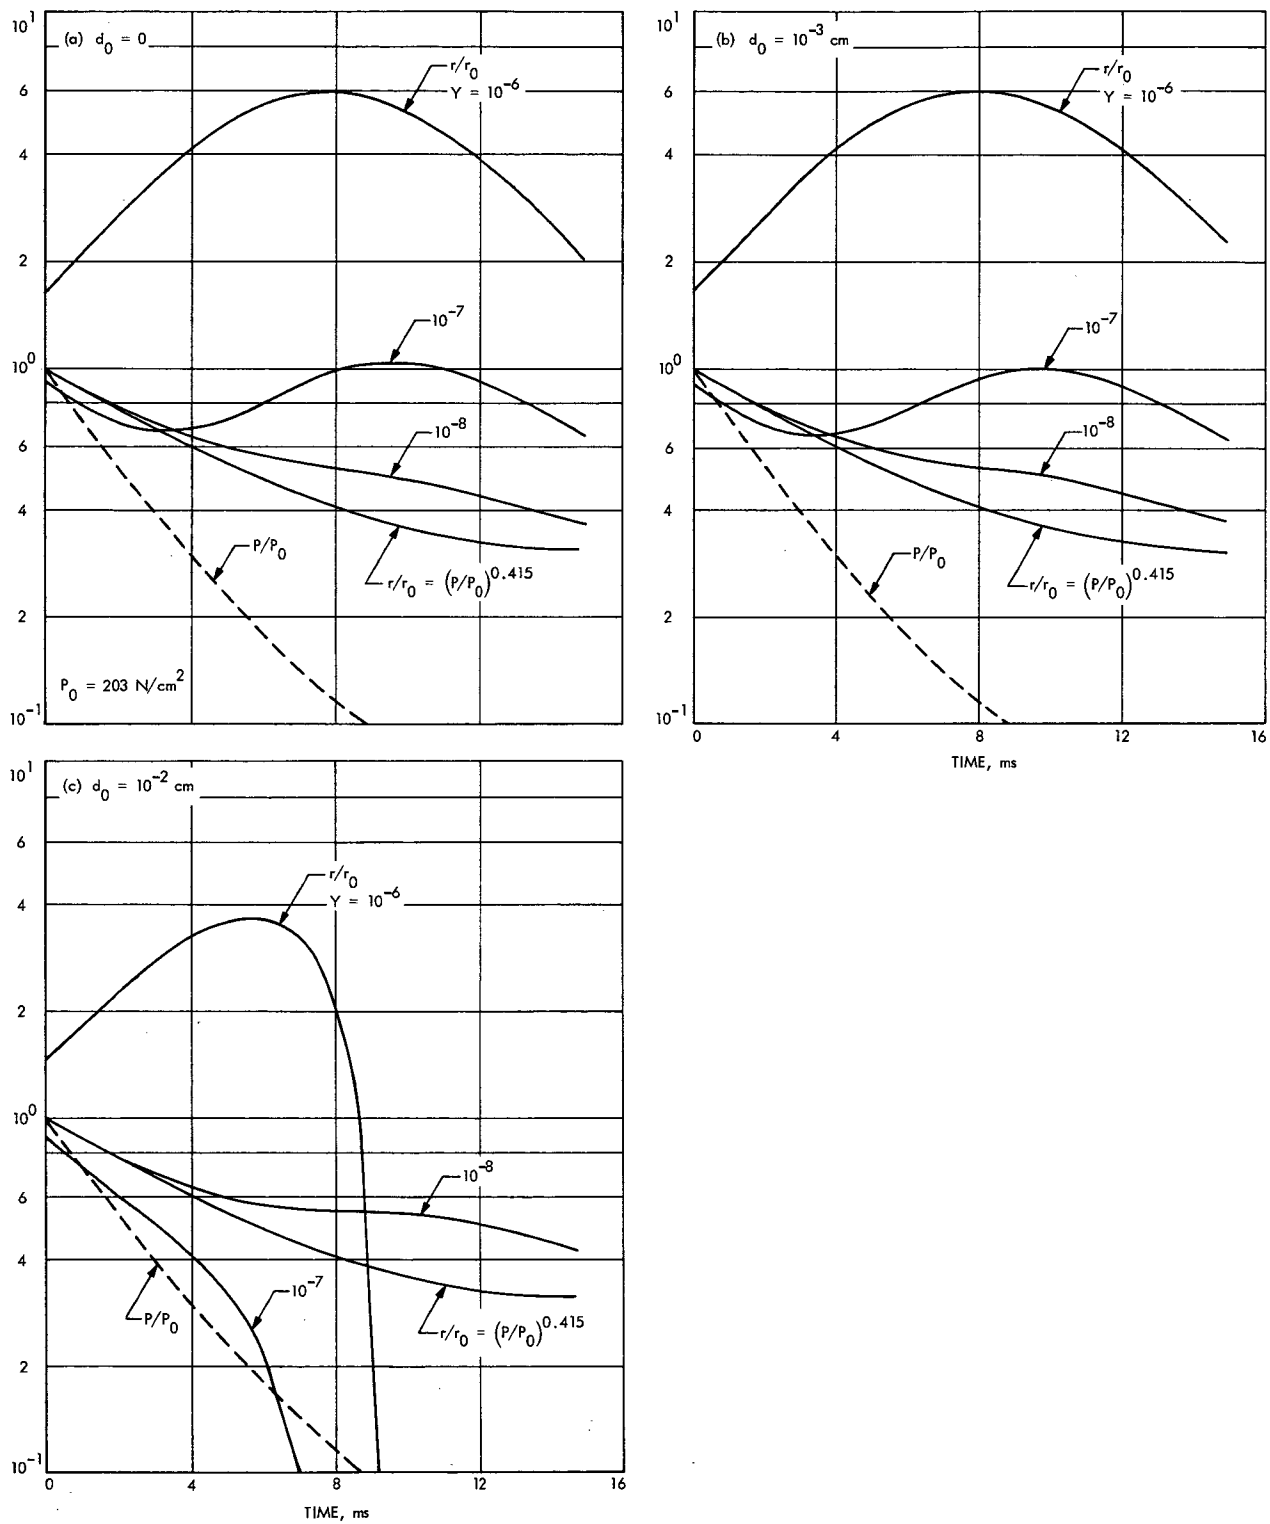 10^1
(a) d_0 = 0
r/r_0
Y = 10^-6
6
4
2
10^-7
10^0
6
10^-8
4
P/P_0
r/r_0 = (P/P_0)^0.415
2
P_0 = 203 N/cm^2
10^-1
10^1
(b) d_0 = 10^-3 cm
r/r_0
Y = 10^-6
6
4
2
10^-7
10^0
10^-8
6
4
P/P_0
r/r_0 = (P/P_0)^0.415
2
10^-1
0 4 8 12 16
TIME, ms
10^1
(c) d_0 = 10^-2 cm
6
r/r_0
Y = 10^-6
4
2
10^0
10^-8
6
4
10^-7
P/P_0
r/r_0 = (P/P_0)^0.415
2
10^-1
0 4 8 12 16
TIME, ms